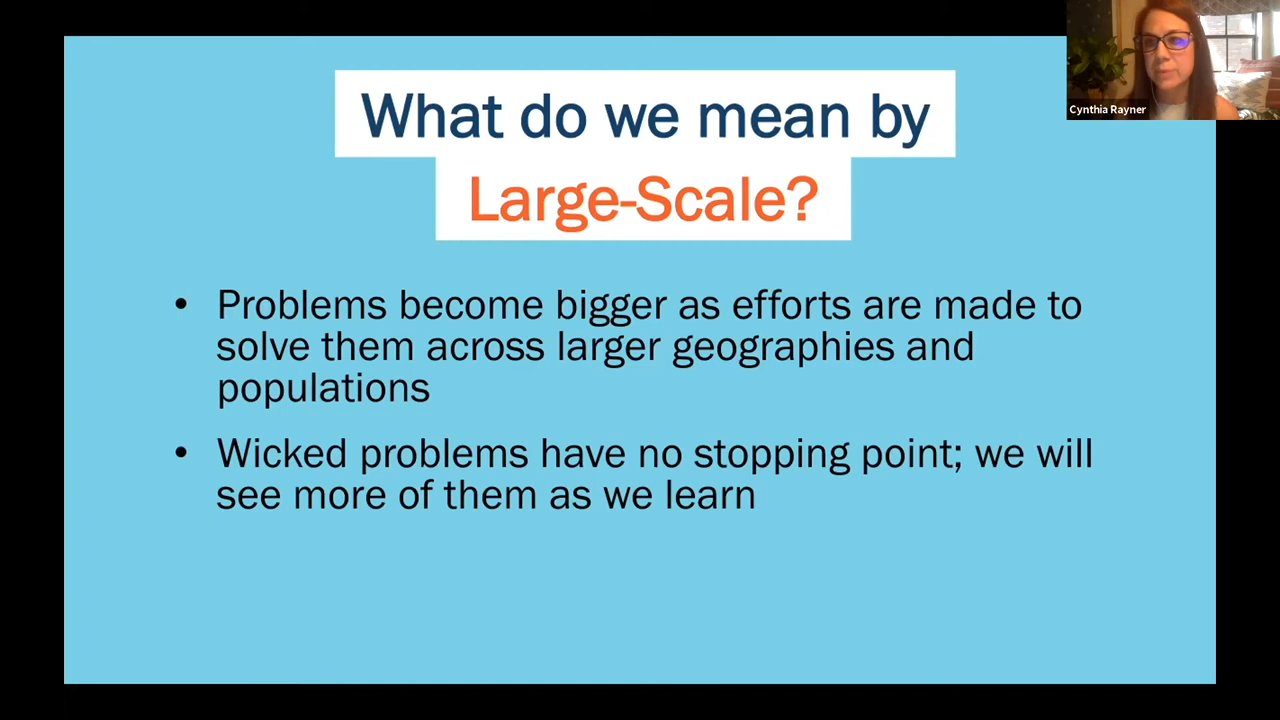 What do we mean by
Large-Scale?
• Problems become bigger as efforts are made to
solve them across larger geographies and
populations
• Wicked problems have no stopping point; we will
see more of them as we learn
Cynthia Rayner